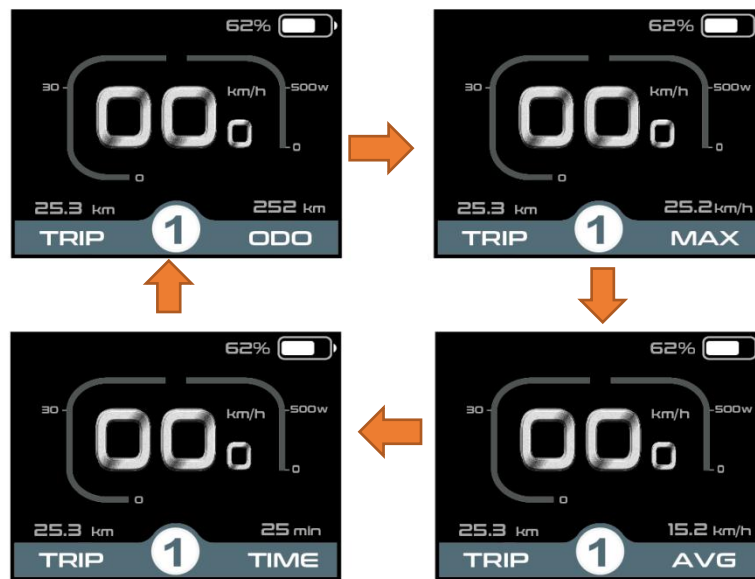 62%
30
00.0
km/h
500w
0
0
25.3 km
252 km
TRIP
1
ODO
62%
30
00.0
km/h
500w
0
0
25.3 km
25.2km/h
TRIP
1
MAX
62%
30
00.0
km/h
500w
0
0
25.3 km
25 min
TRIP
1
TIME
62%
30
00.0
km/h
500w
0
0
25.3 km
15.2 km/h
TRIP
1
AVG